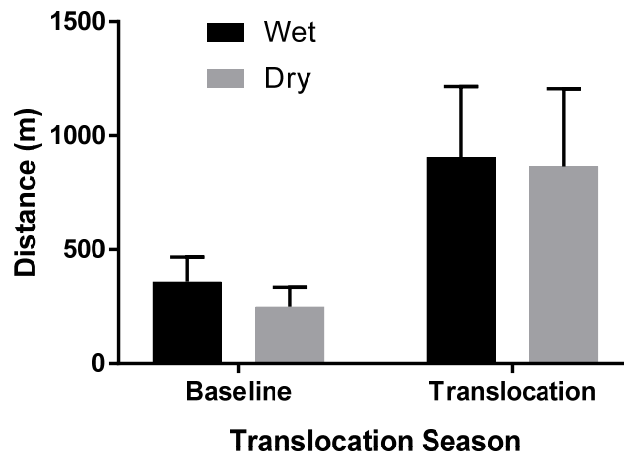 1500
Wet
Dry
1000
500
0
Distance (m)
Baseline
Translocation
Translocation Season